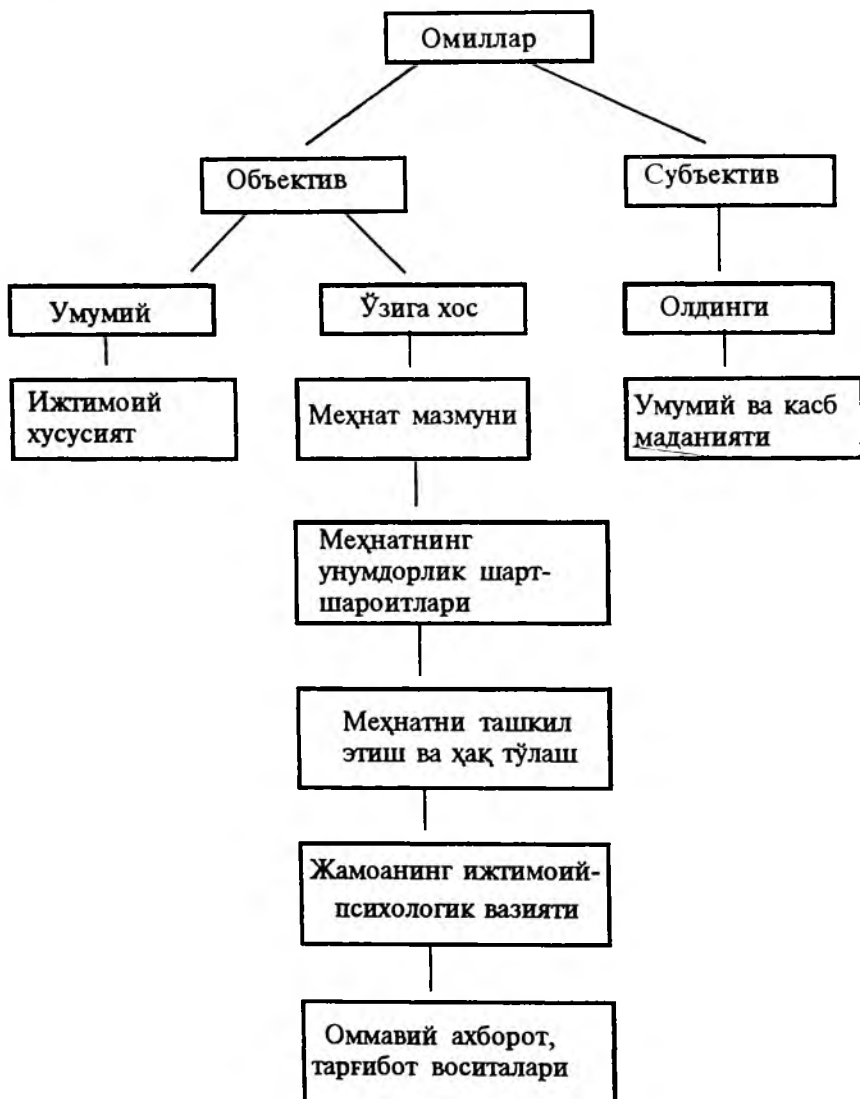 Омиллар
Объектив
Субъектив
Умумий
Ўзига хос
Олдинги
Ижтимоий
хусусият
Меҳнат мазмуни
Умумий ва касб
маданияти
Меҳнатнинг
унумдорлик шарт-
шароитлари
Меҳнатни ташкил
этиш ва ҳақ тўлаш
Жамоанинг ижтимоий-
психологик вазияти
Оммавий ахборот,
тарғибот воситалари